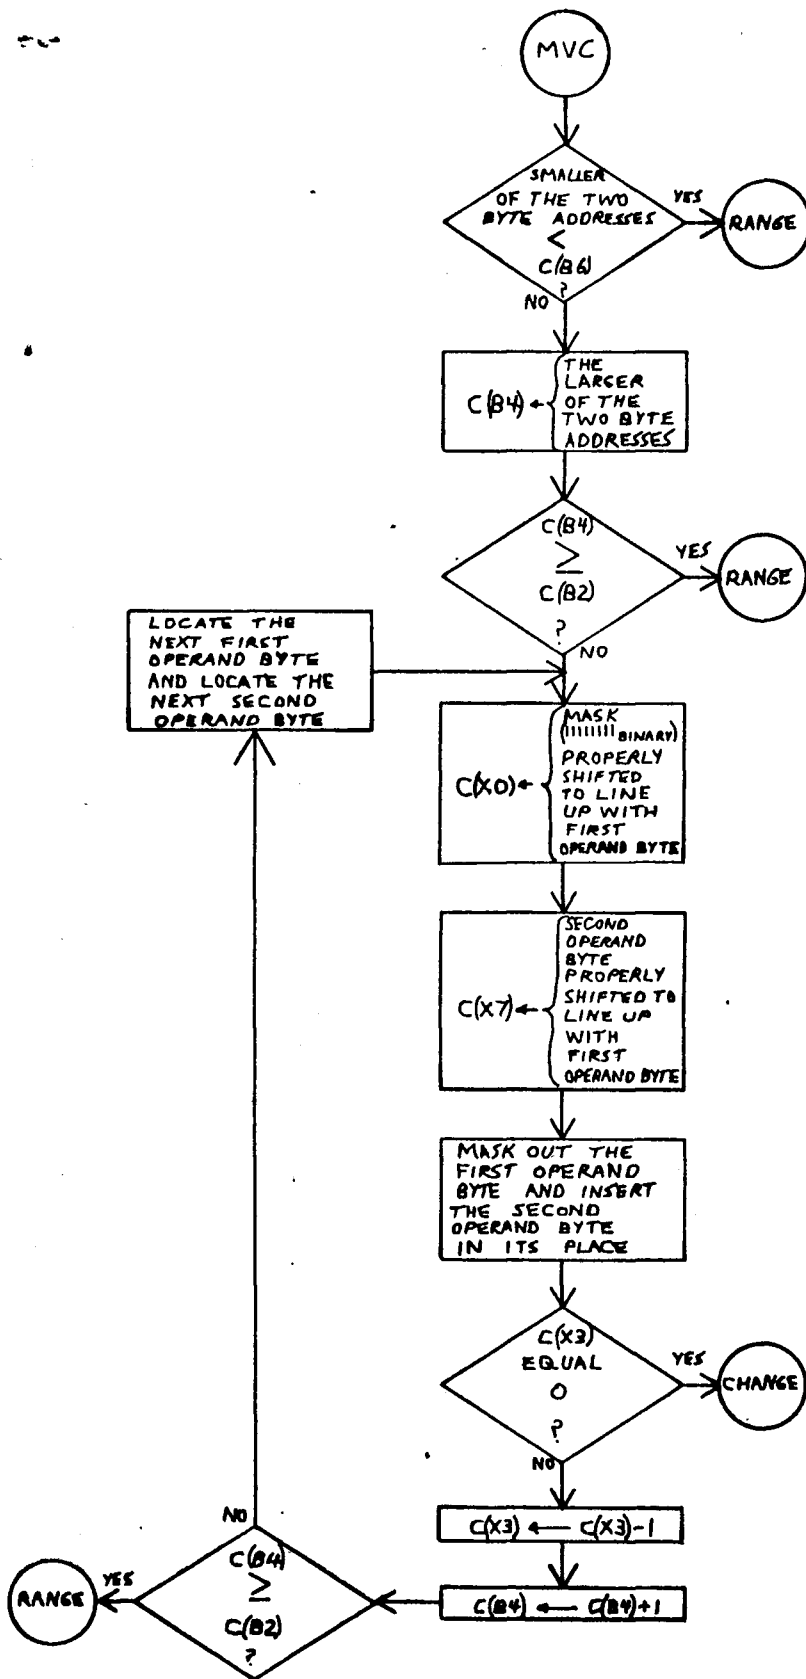 MVC
SMALLER
OF THE TWO
BYTE ADDRESSES
<
C(B6)
?
YES
RANGE
NO
C(B4) ←
THE
LARGER
OF THE
TWO BYTE
ADDRESSES
C(B4)
≥
C(B2)
?
YES
RANGE
NO
LOCATE THE
NEXT FIRST
OPERAND BYTE
AND LOCATE THE
NEXT SECOND
OPERAND BYTE
C(X0) ←
MASK
(11111111 BINARY)
PROPERLY
SHIFTED
TO LINE
UP WITH
FIRST
OPERAND BYTE
C(X7) ←
SECOND
OPERAND
BYTE
PROPERLY
SHIFTED TO
LINE UP
WITH
FIRST
OPERAND BYTE
MASK OUT THE
FIRST OPERAND
BYTE AND INSERT
THE SECOND
OPERAND BYTE
IN ITS PLACE
C(X3)
EQUAL
0
?
YES
CHANGE
NO
C(X3) ← C(X3)-1
C(B4) ← C(B4)+1
NO
C(B4)
≥
C(B2)
?
YES
RANGE